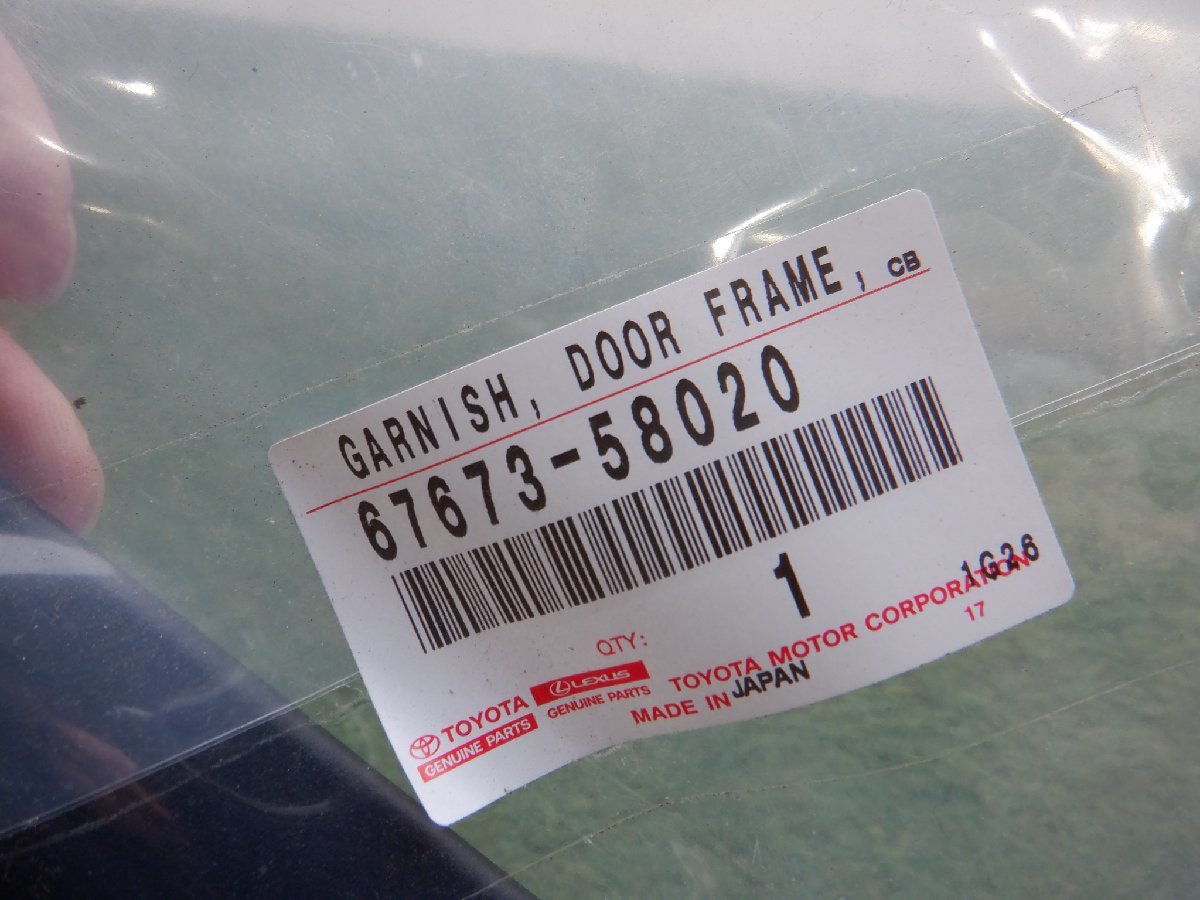 GARNISH, DOOR FRAME, CB
67673-58020
1
1G26
QTY:
TOYOTA MOTOR CORPORATION
17
TOYOTA
GENUINE PARTS
LEXUS
GENUINE PARTS
MADE IN JAPAN